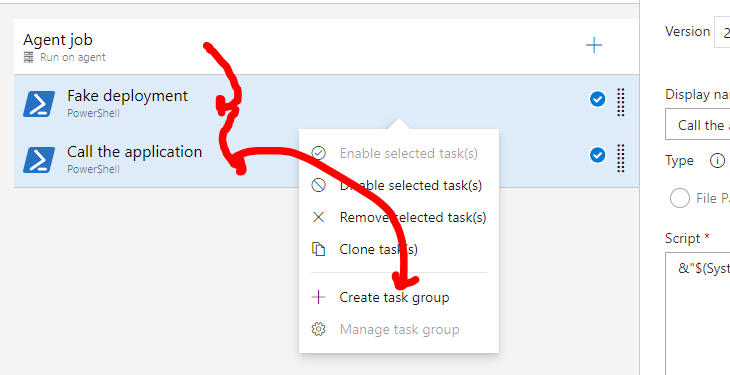 Agent job
Run on agent
Fake deployment
PowerShell
Call the application
PowerShell
Enable selected task(s)
Disable selected task(s)
Remove selected task(s)
Clone task(s)
Create task group
Manage task group
Version 2
Display na
Call the a
Type
File Pa
Script *
&"$(Syst